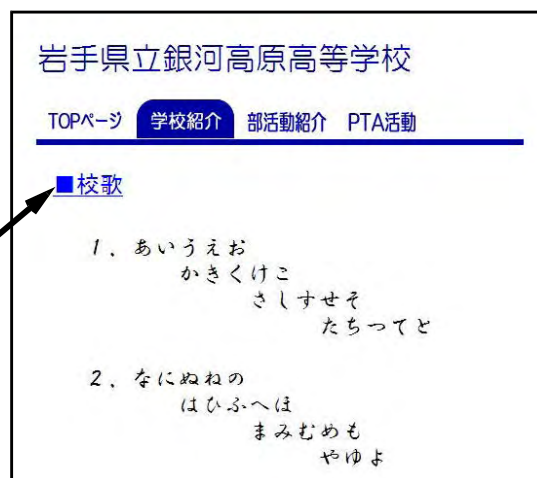 岩手県立銀河高原高等学校
TOPページ 学校紹介 部活動紹介 PTA活動
■校歌
1、あいうえお
かきくけこ
さしすせそ
たちつてと
2、なにぬねの
はひふへほ
まみむめも
やゆよ